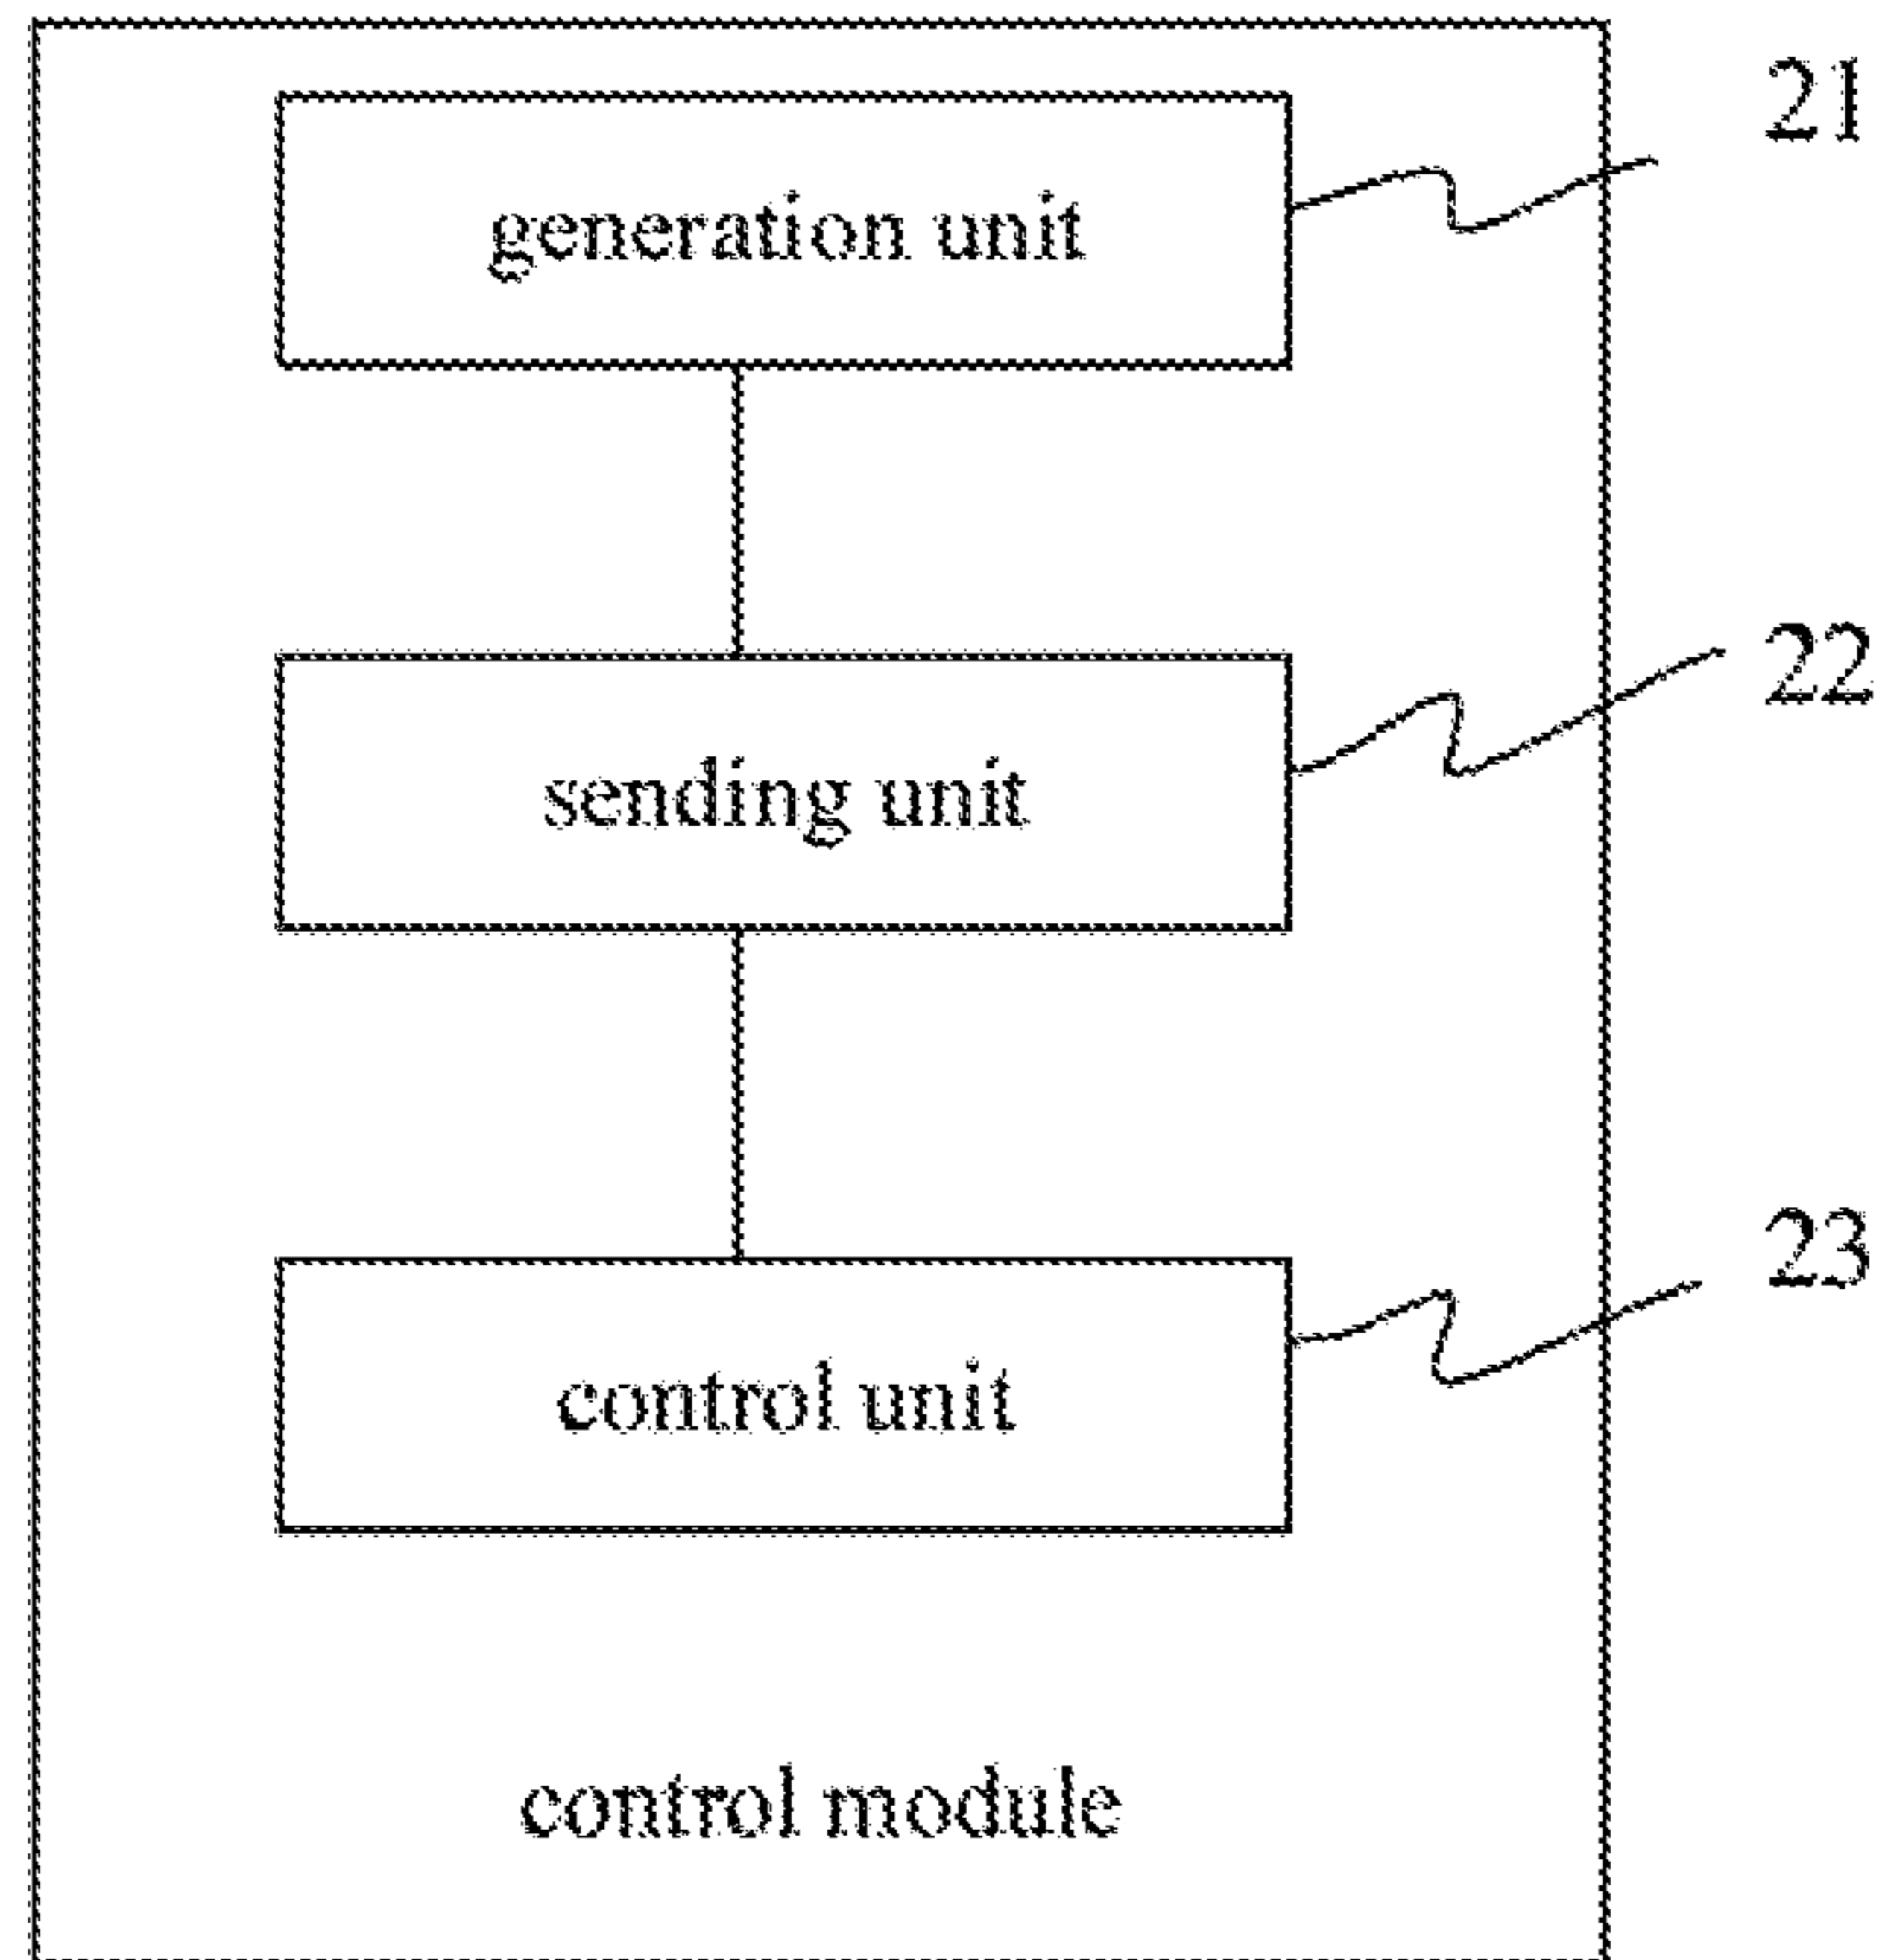 21
generation unit
22
sending unit
23
control unit
control module